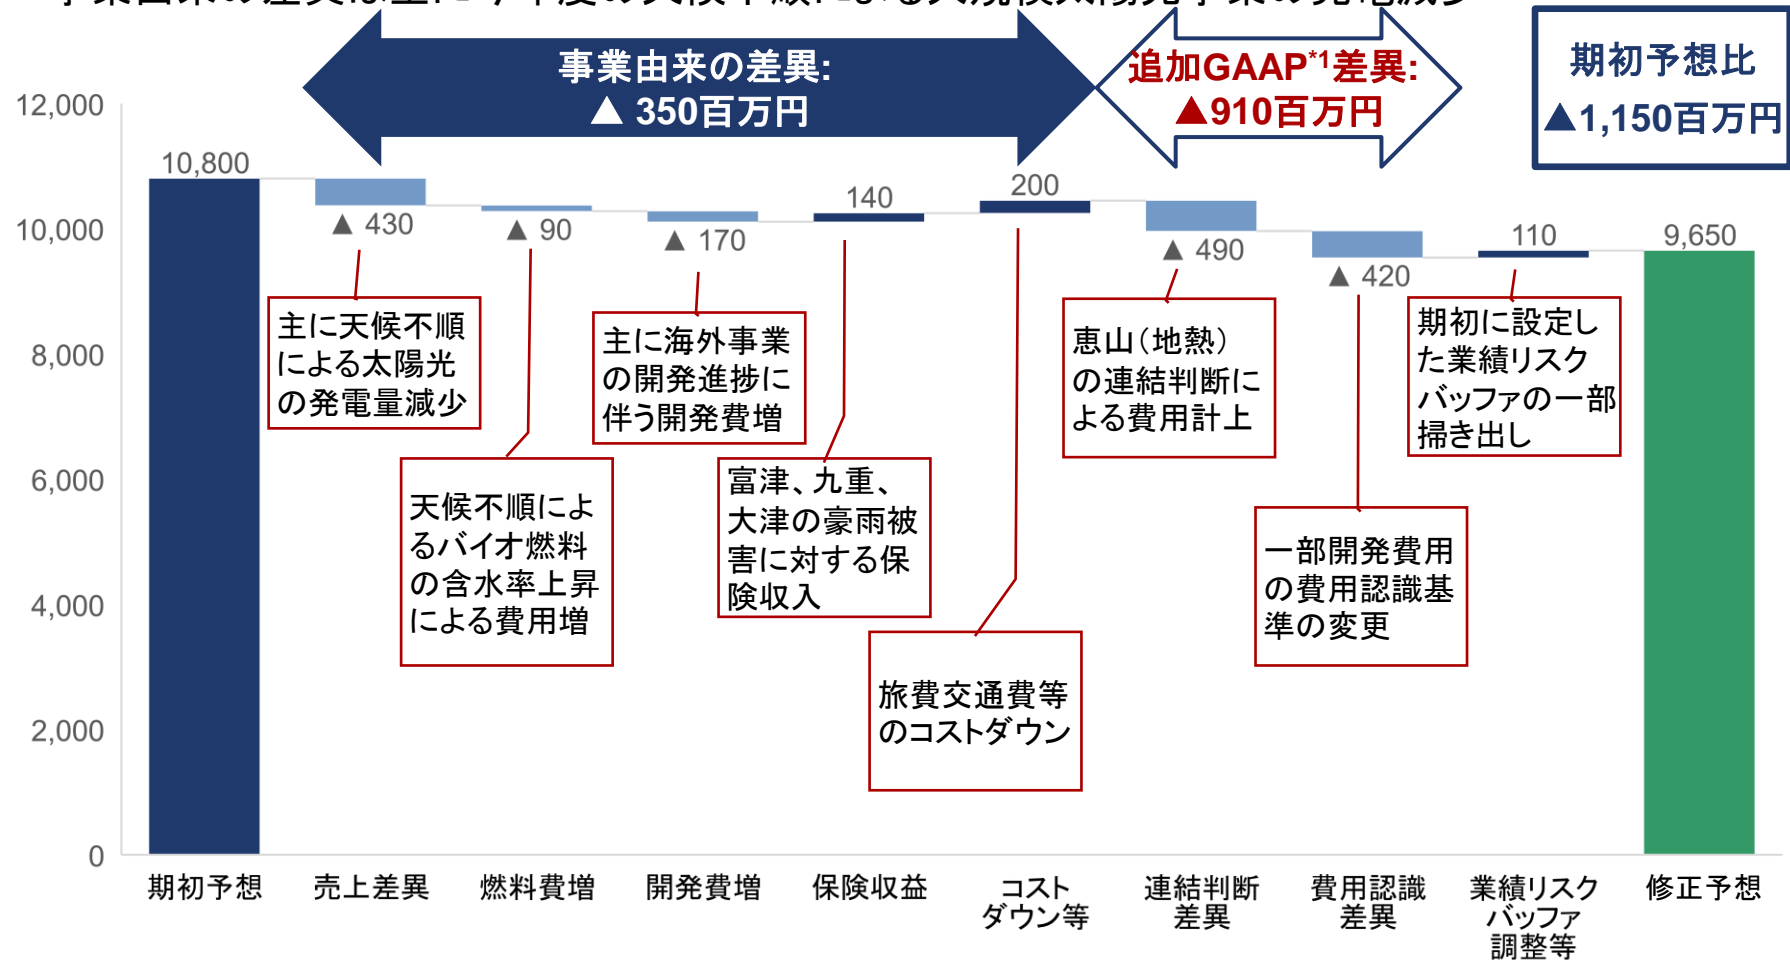 事業由来の差異:
▲ 350百万円
追加GAAP*1差異:
▲910百万円
期初予想比
▲1,150百万円
12,000
10,000
8,000
6,000
4,000
2,000
0
10,800
▲ 430
▲ 90
▲ 170
140
200
▲ 490
▲ 420
110
9,650
主に天候不順
による太陽光
の発電量減少
天候不順によ
るバイオ燃料
の含水率上昇
による費用増
主に海外事業
の開発進捗に
伴う開発費増
富津、九重、
大津の豪雨被
害に対する保
険収入
旅費交通費等
のコストダウン
恵山（地熱）
の連結判断に
よる費用計上
一部開発費用
の費用認識基
準の変更
期初に設定し
た業績リスク
バッファの一部
掃き出し
期初予想
売上差異
燃料費増
開発費増
保険収益
コスト
ダウン等
連結判断
差異
費用認識
差異
業績リスク
バッファ
調整等
修正予想